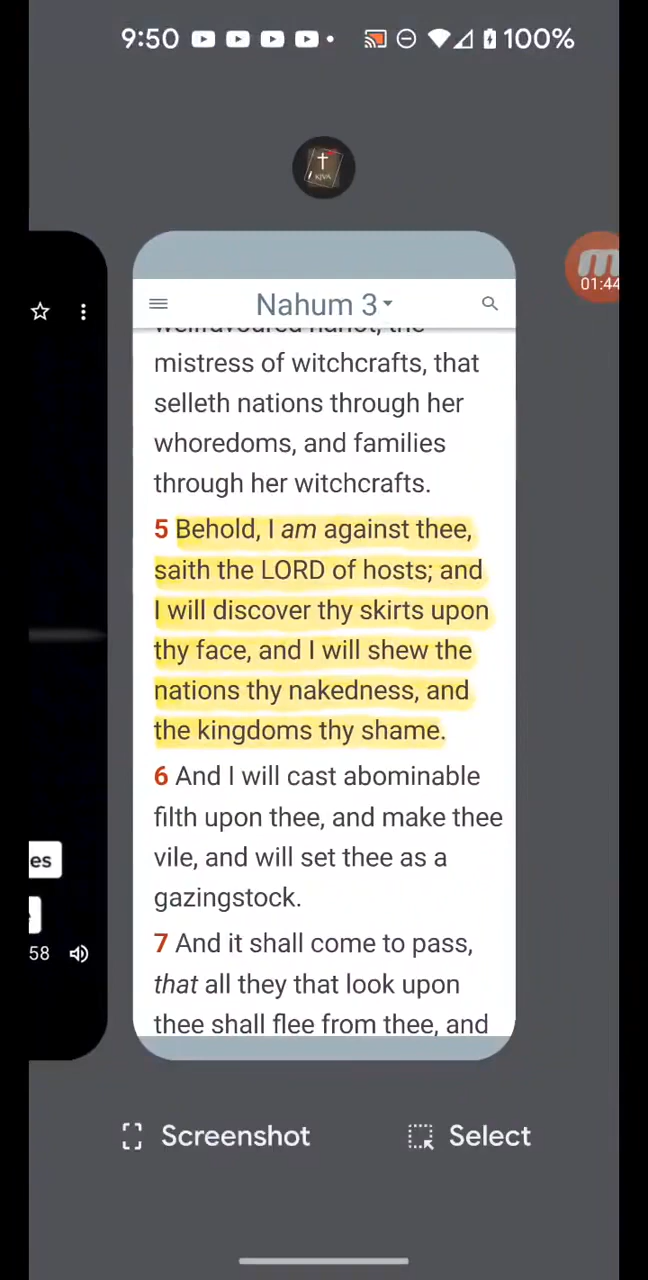 9:50
100%
KJVA
01:44
Nahum 3
wellfavoured harlot, the
mistress of witchcrafts, that
selleth nations through her
whoredoms, and families
through her witchcrafts.
5 Behold, I am against thee,
saith the LORD of hosts; and
I will discover thy skirts upon
thy face, and I will shew the
nations thy nakedness, and
the kingdoms thy shame.
6 And I will cast abominable
filth upon thee, and make thee
vile, and will set thee as a
gazingstock.
7 And it shall come to pass,
that all they that look upon
thee shall flee from thee, and
es
58
Screenshot
Select